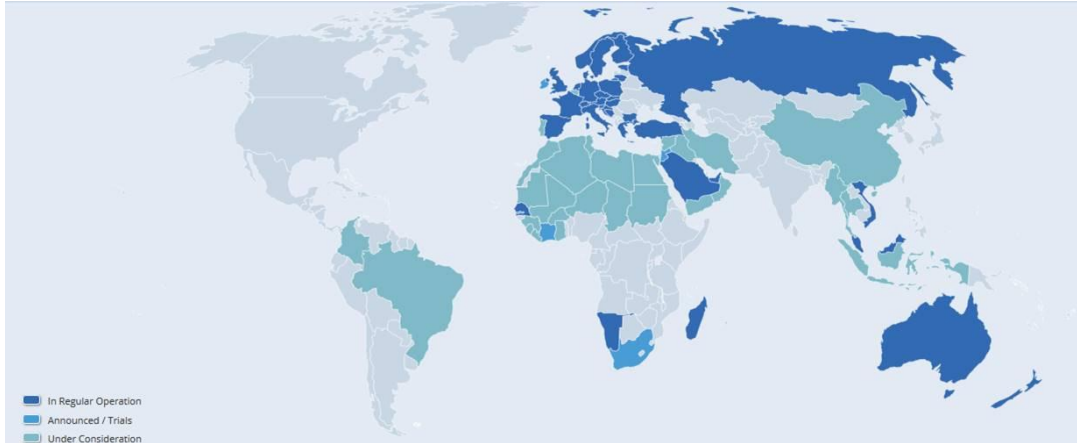 In Regular Operation
Announced / Trials
Under Consideration